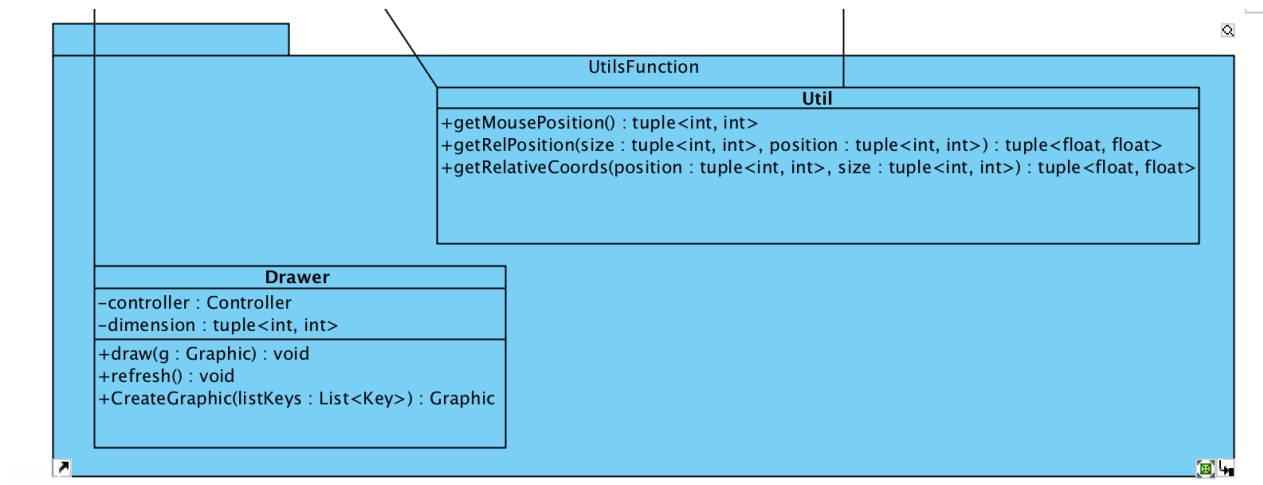 UtilsFunction
Util
+getMousePosition() : tuple<int, int>
+getRelPosition(size : tuple<int, int>, position : tuple<int, int>) : tuple<float, float>
+getRelativeCoords(position : tuple<int, int>, size : tuple<int, int>) : tuple<float, float>
Drawer
-controller : Controller
-dimension : tuple<int, int>
+draw(g : Graphic) : void
+refresh() : void
+CreateGraphic(listKeys : List<Key>) : Graphic